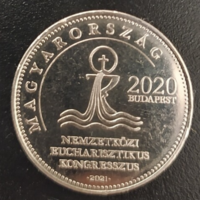 MAGYARORSZÁG
2020
BUDAPEST
NEMZETKÖZI
EUCHARISZTIKUS
KONGRESSZUS
·2021·